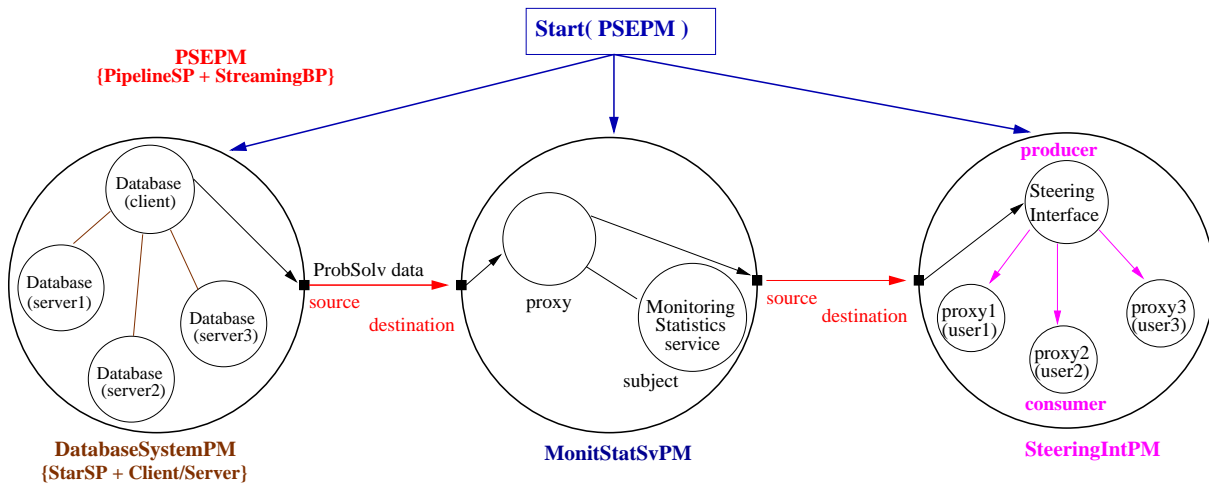 Start( PSEPM )
PSEPM
{PipelineSP + StreamingBP}
Database
(client)
Database
(server1)
Database
(server2)
Database
(server3)
DatabaseSystemPM
{StarSP + Client/Server}
ProbSolv data
source
destination
proxy
Monitoring
Statistics
service
subject
MonitStatSvPM
source
destination
producer
Steering
Interface
proxy1
(user1)
proxy2
(user2)
proxy3
(user3)
consumer
SteeringIntPM